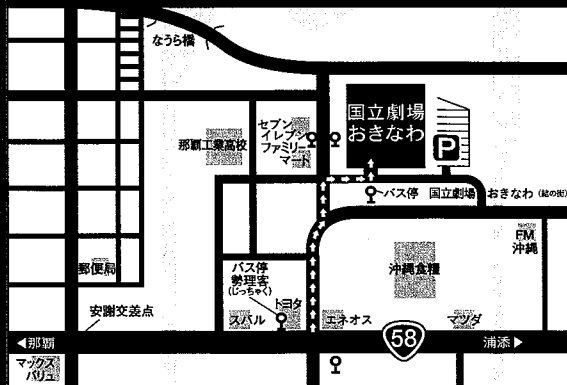 なうら橋
国立劇場
おきなわ
セブン
イレブン
ファミリー
マート
那覇工業高校
P
バス停 国立劇場 おきなわ (結の街)
FM
沖縄
郵便局
沖縄食糧
バス停
勢理客
(じっちゃく)
安謝交差点
トヨタ
スバル
エネオス
マツダ
58
◀那覇
浦添▶
マックス
バリュ